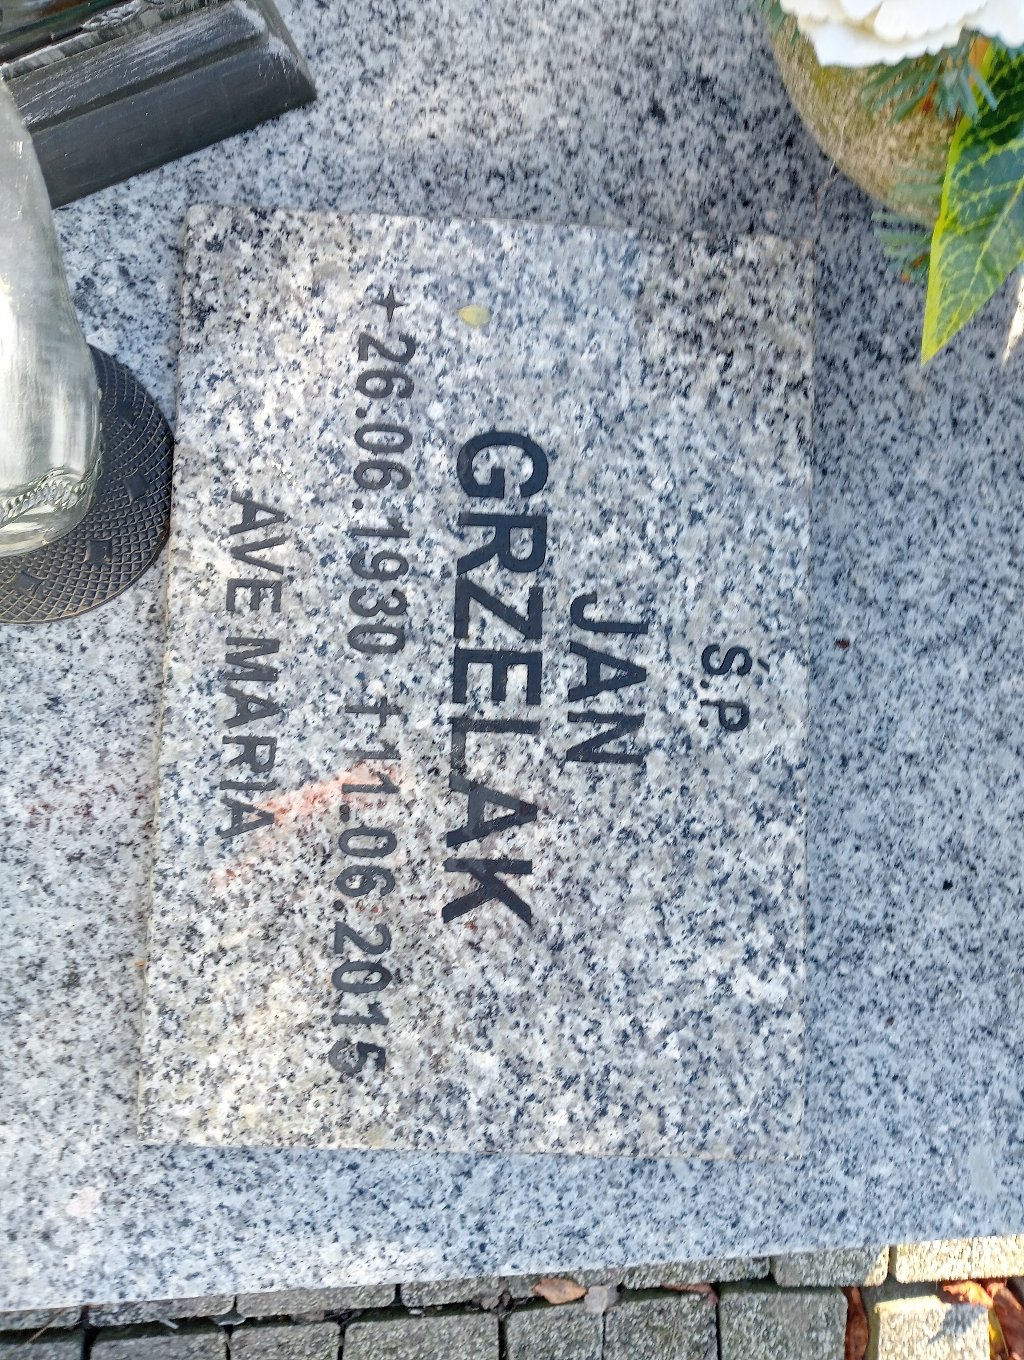 Ś.P.
JAN
GRZELAK
✦ 26.06.1930 † 11.06.2015
AVE MARIA